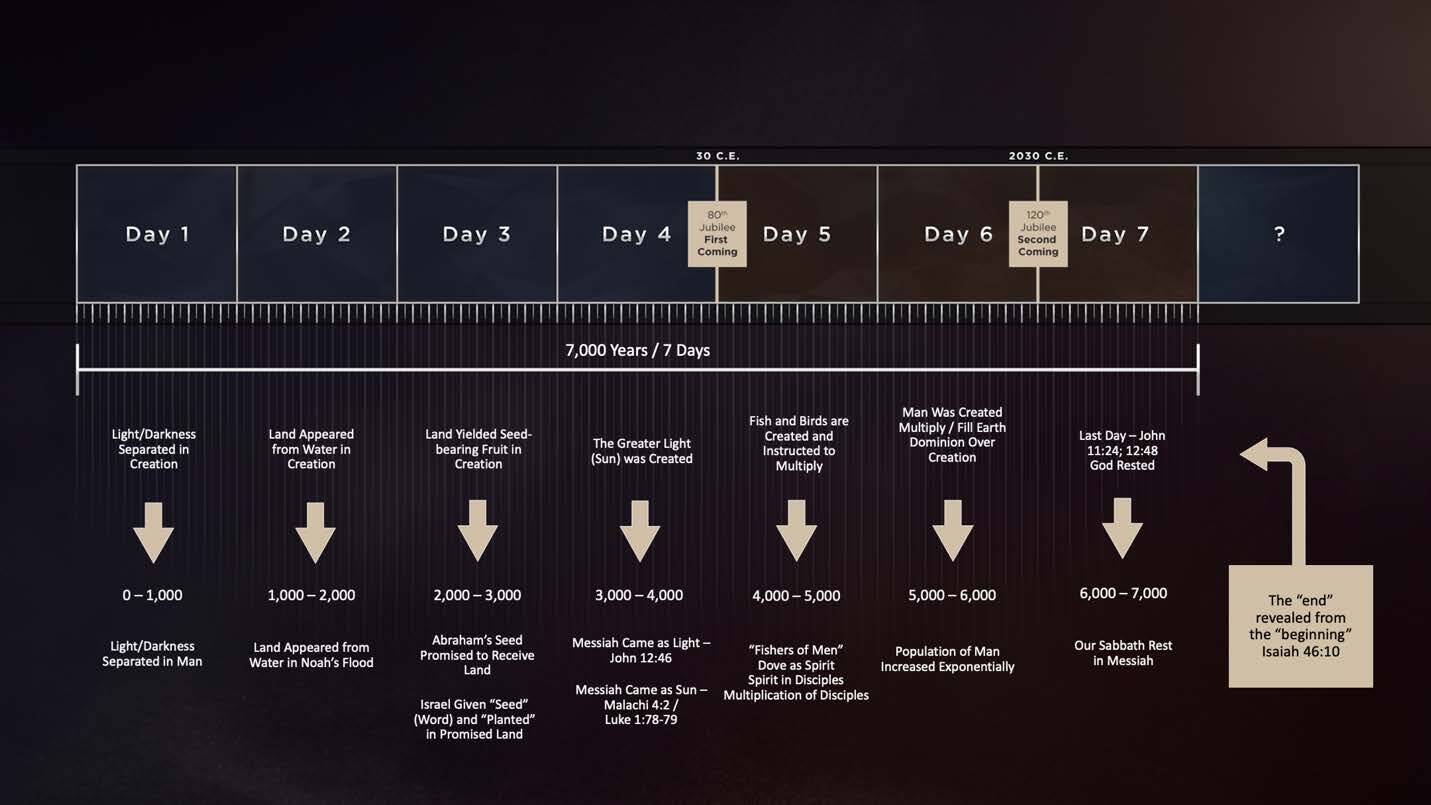 30 C.E.
2030 C.E.
Day 1
Day 2
Day 3
Day 4
80th
Jubilee
First
Coming
Day 5
Day 6
120th
Jubilee
Second
Coming
Day 7
?
7,000 Years / 7 Days
Light/Darkness
Separated in
Creation
Land Appeared
from Water in
Creation
Land Yielded Seed-
bearing Fruit in
Creation
The Greater Light
(Sun) was Created
Fish and Birds are
Created and
Instructed to
Multiply
Man Was Created
Multiply / Fill Earth
Dominion Over
Creation
Last Day – John
11:24; 12:48
God Rested
0 – 1,000
1,000 – 2,000
2,000 – 3,000
3,000 – 4,000
4,000 – 5,000
5,000 – 6,000
6,000 – 7,000
Light/Darkness
Separated in Man
Land Appeared from
Water in Noah’s Flood
Abraham’s Seed
Promised to Receive
Land
Israel Given “Seed”
(Word) and “Planted”
in Promised Land
Messiah Came as Light –
John 12:46
Messiah Came as Sun –
Malachi 4:2 /
Luke 1:78-79
“Fishers of Men”
Dove as Spirit
Spirit in Disciples
Multiplication of Disciples
Population of Man
Increased Exponentially
Our Sabbath Rest
in Messiah
The “end”
revealed from
the “beginning”
Isaiah 46:10